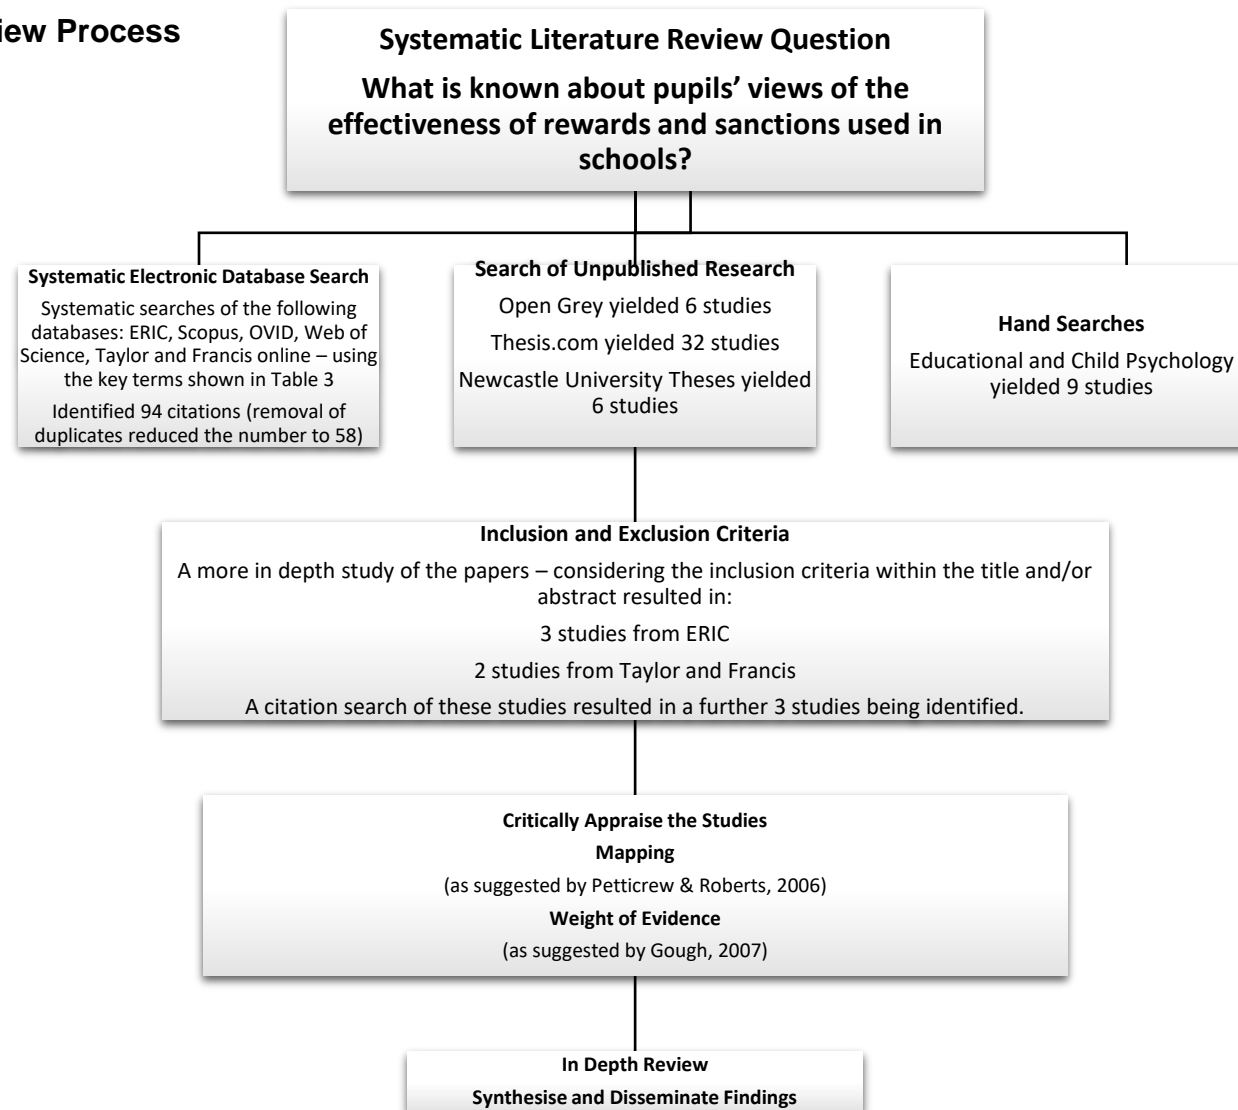 iew Process
Systematic Literature Review Question
What is known about pupils’ views of the
effectiveness of rewards and sanctions used in
schools?
Systematic Electronic Database Search
Systematic searches of the following
databases: ERIC, Scopus, OVID, Web of
Science, Taylor and Francis online – using
the key terms shown in Table 3
Identified 94 citations (removal of
duplicates reduced the number to 58)
Search of Unpublished Research
Open Grey yielded 6 studies
Thesis.com yielded 32 studies
Newcastle University Theses yielded
6 studies
Hand Searches
Educational and Child Psychology
yielded 9 studies
Inclusion and Exclusion Criteria
A more in depth study of the papers – considering the inclusion criteria within the title and/or
abstract resulted in:
3 studies from ERIC
2 studies from Taylor and Francis
A citation search of these studies resulted in a further 3 studies being identified.
Critically Appraise the Studies
Mapping
(as suggested by Petticrew & Roberts, 2006)
Weight of Evidence
(as suggested by Gough, 2007)
In Depth Review
Synthesise and Disseminate Findings